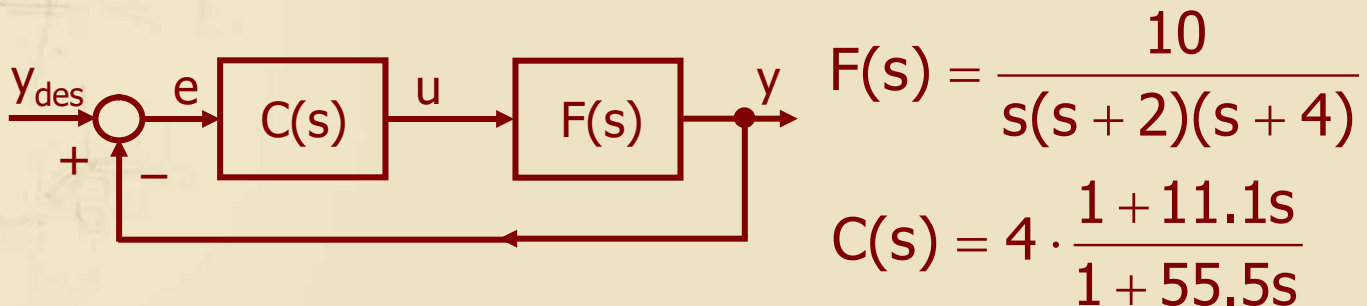 y_des e C(s) u F(s) y
+ −
F(s) = 10 / (s(s + 2)(s + 4))
C(s) = 4 · (1 + 11.1s) / (1 + 55.5s)